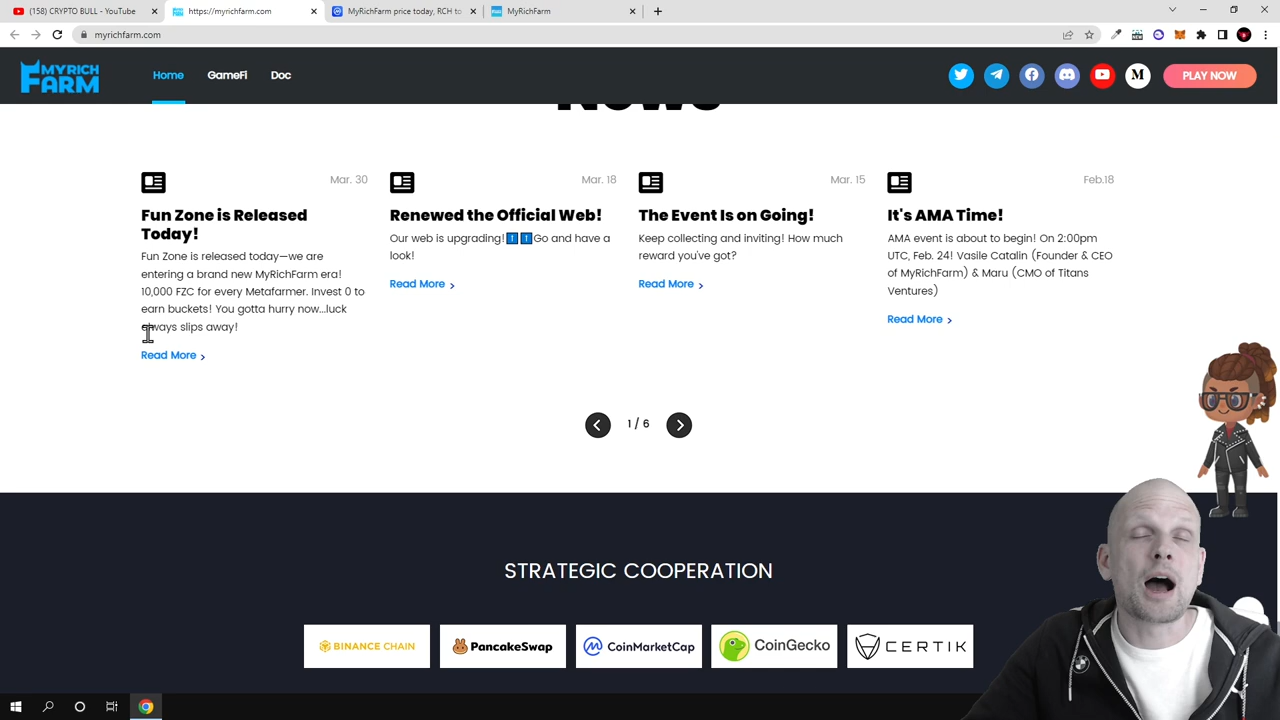 (158) CRYPTO BULL - YouTube
https://myrichfarm.com
MyRichFarm price today, RCH to
MyRichFarm
myrichfarm.com
MYRICH
FARM
Home
GameFi
Doc
M
PLAY NOW
News
Mar. 30
Fun Zone is Released
Today!
Fun Zone is released today—we are
entering a brand new MyRichFarm era!
10,000 FZC for every Metafarmer. Invest 0 to
earn buckets! You gotta hurry now...luck
always slips away!
Read More
Mar. 18
Renewed the Official Web!
Our web is upgrading!⬆️⬆️Go and have a
look!
Read More
Mar. 15
The Event Is on Going!
Keep collecting and inviting! How much
reward you've got?
Read More
Feb.18
It's AMA Time!
AMA event is about to begin! On 2:00pm
UTC, Feb. 24! Vasile Catalin (Founder & CEO
of MyRichFarm) & Maru (CMO of Titans
Ventures)
Read More
1 / 6
STRATEGIC COOPERATION
BINANCE CHAIN
PancakeSwap
CoinMarketCap
CoinGecko
CERTIK